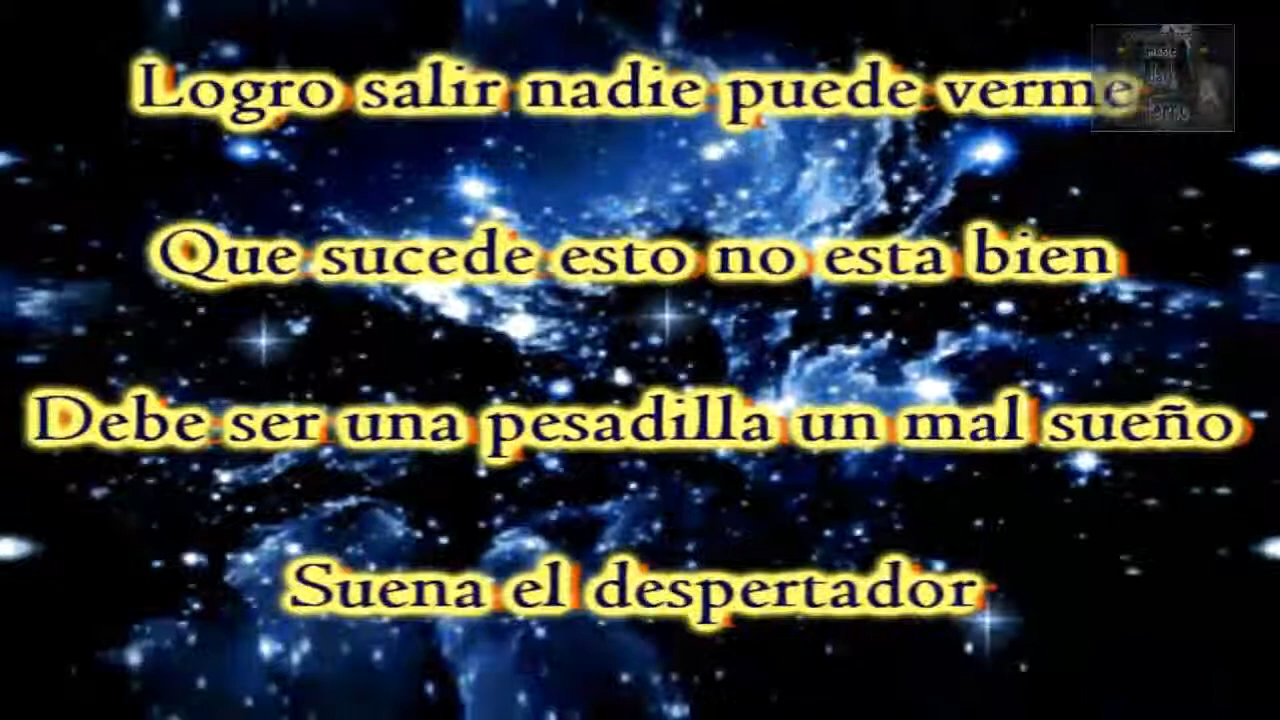 Logro salir nadie puede verme
Que sucede esto no esta bien
Debe ser una pesadilla un mal sueño
Suena el despertador